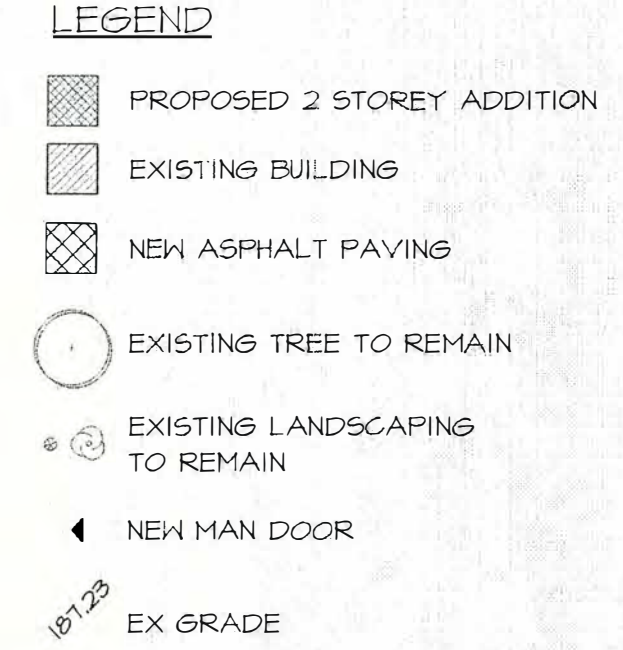 LEGEND
PROPOSED 2 STOREY ADDITION
EXISTING BUILDING
NEW ASPHALT PAVING
EXISTING TREE TO REMAIN
EXISTING LANDSCAPING
TO REMAIN
NEW MAN DOOR
187.23
EX GRADE